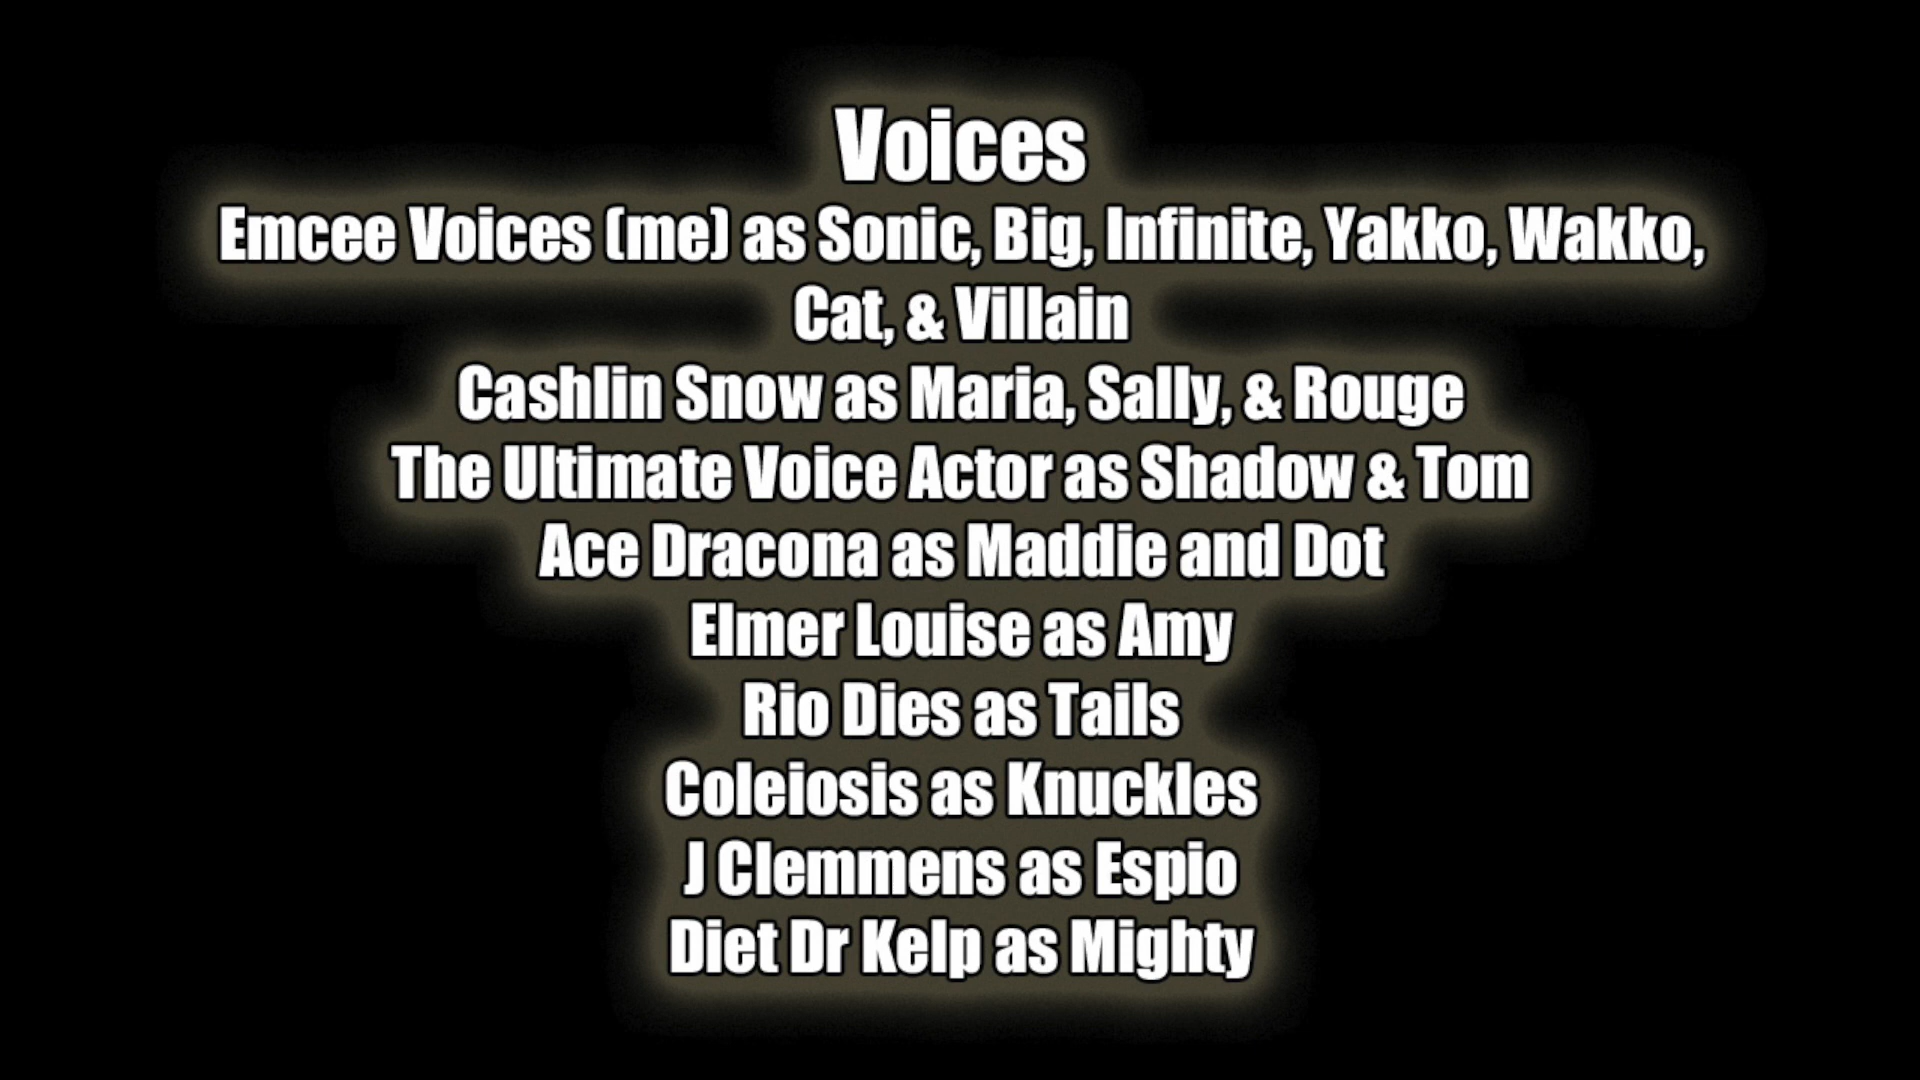 Voices
Emcee Voices (me) as Sonic, Big, Infinite, Yakko, Wakko,
Cat, & Villain
Cashlin Snow as Maria, Sally, & Rouge
The Ultimate Voice Actor as Shadow & Tom
Ace Dracona as Maddie and Dot
Elmer Louise as Amy
Rio Dies as Tails
Coleiosis as Knuckles
J Clemmens as Espio
Diet Dr Kelp as Mighty